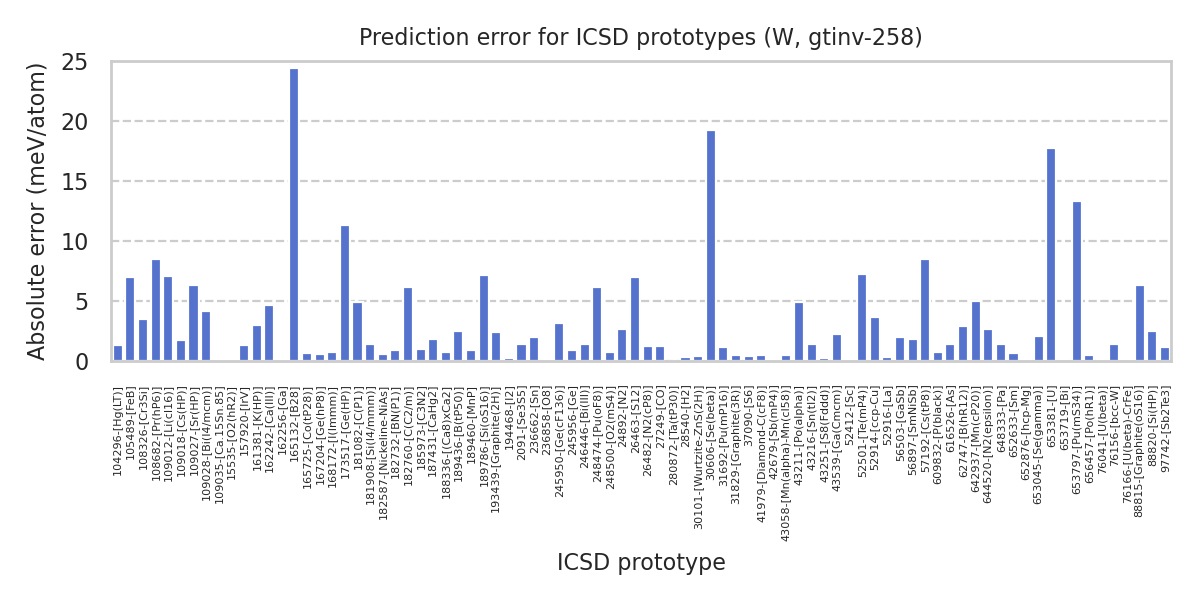 Prediction error for ICSD prototypes (W, gtinv-258)
Absolute error (meV/atom)
25
20
15
10
5
0
104296-[Hg(LT)]
105489-[FeB]
108326-[Cr3Si]
108682-[Pr(hP6)]
109012-[Li(cI16)]
109018-[Cs(HP)]
109027-[Sr(HP)]
109028-[Bi(I4/mcm)]
109035-[Ca.15Sn.85]
15535-[O2(hR2)]
157920-[IrV]
161381-[K(HP)]
162242-[Ca(III)]
162256-[Ga]
165132-[B28]
165725-[Co(tP28)]
167204-[Ge(hP8)]
168172-[I(Immm)]
173517-[Ge(HP)]
181082-[C(P1)]
181908-[Si(I4/mmm)]
182587-[Nickeline-NiAs]
182732-[BN(P1)]
182760-[C(C2/m)]
185973-[C3N2]
187431-[CaHg2]
188336-[(Ca8)xCa2]
189436-[B(tP50)]
189460-[MnP]
189786-[Si(oS16)]
193439-[Graphite(2H)]
194468-[I2]
2091-[Se3S5]
236662-[Sn]
236858-[O8]
245950-[Ge(cF136)]
245956-[Ge]
246446-[Bi(III)]
248474-[Pu(oF8)]
248500-[O2(mS4)]
24892-[N2]
26463-[S12]
26482-[N2(cP8)]
27249-[CO]
280872-[Ta(tP30)]
28540-[H2]
30101-[Wurtzite-ZnS(2H)]
30606-[Se(beta)]
31692-[Pu(mP16)]
31829-[Graphite(3R)]
37090-[S6]
41979-[Diamond-C(cF8)]
42679-[Sb(mP4)]
43058-[Mn(alpha)-Mn(cI58)]
43211-[Po(alpha)]
43216-[Sn(tI4)]
43251-[S8(Fddd)]
43539-[Ga(Cmcm)]
52412-[Sc]
52501-[Te(mP4)]
52914-[ccp-Cu]
52916-[La]
56503-[GaSb]
56897-[SmNiSb]
57192-[Cs(tP8)]
609832-[P(black)]
616526-[As]
62747-[B(hR12)]
642937-[Mn(cP20)]
644520-[N2(epsilon)]
648333-[Pa]
652633-[Sm]
652876-[hcp-Mg]
653045-[Se(gamma)]
653381-[U]
653719-[U]
653797-[Pu(mS34)]
656457-[Po(hR1)]
76041-[U(beta)]
76156-[bcc-W]
76166-[U(beta)-CrFe]
88815-[Graphite(oS16)]
88820-[Si(HP)]
97742-[Sb2Te3]
ICSD prototype